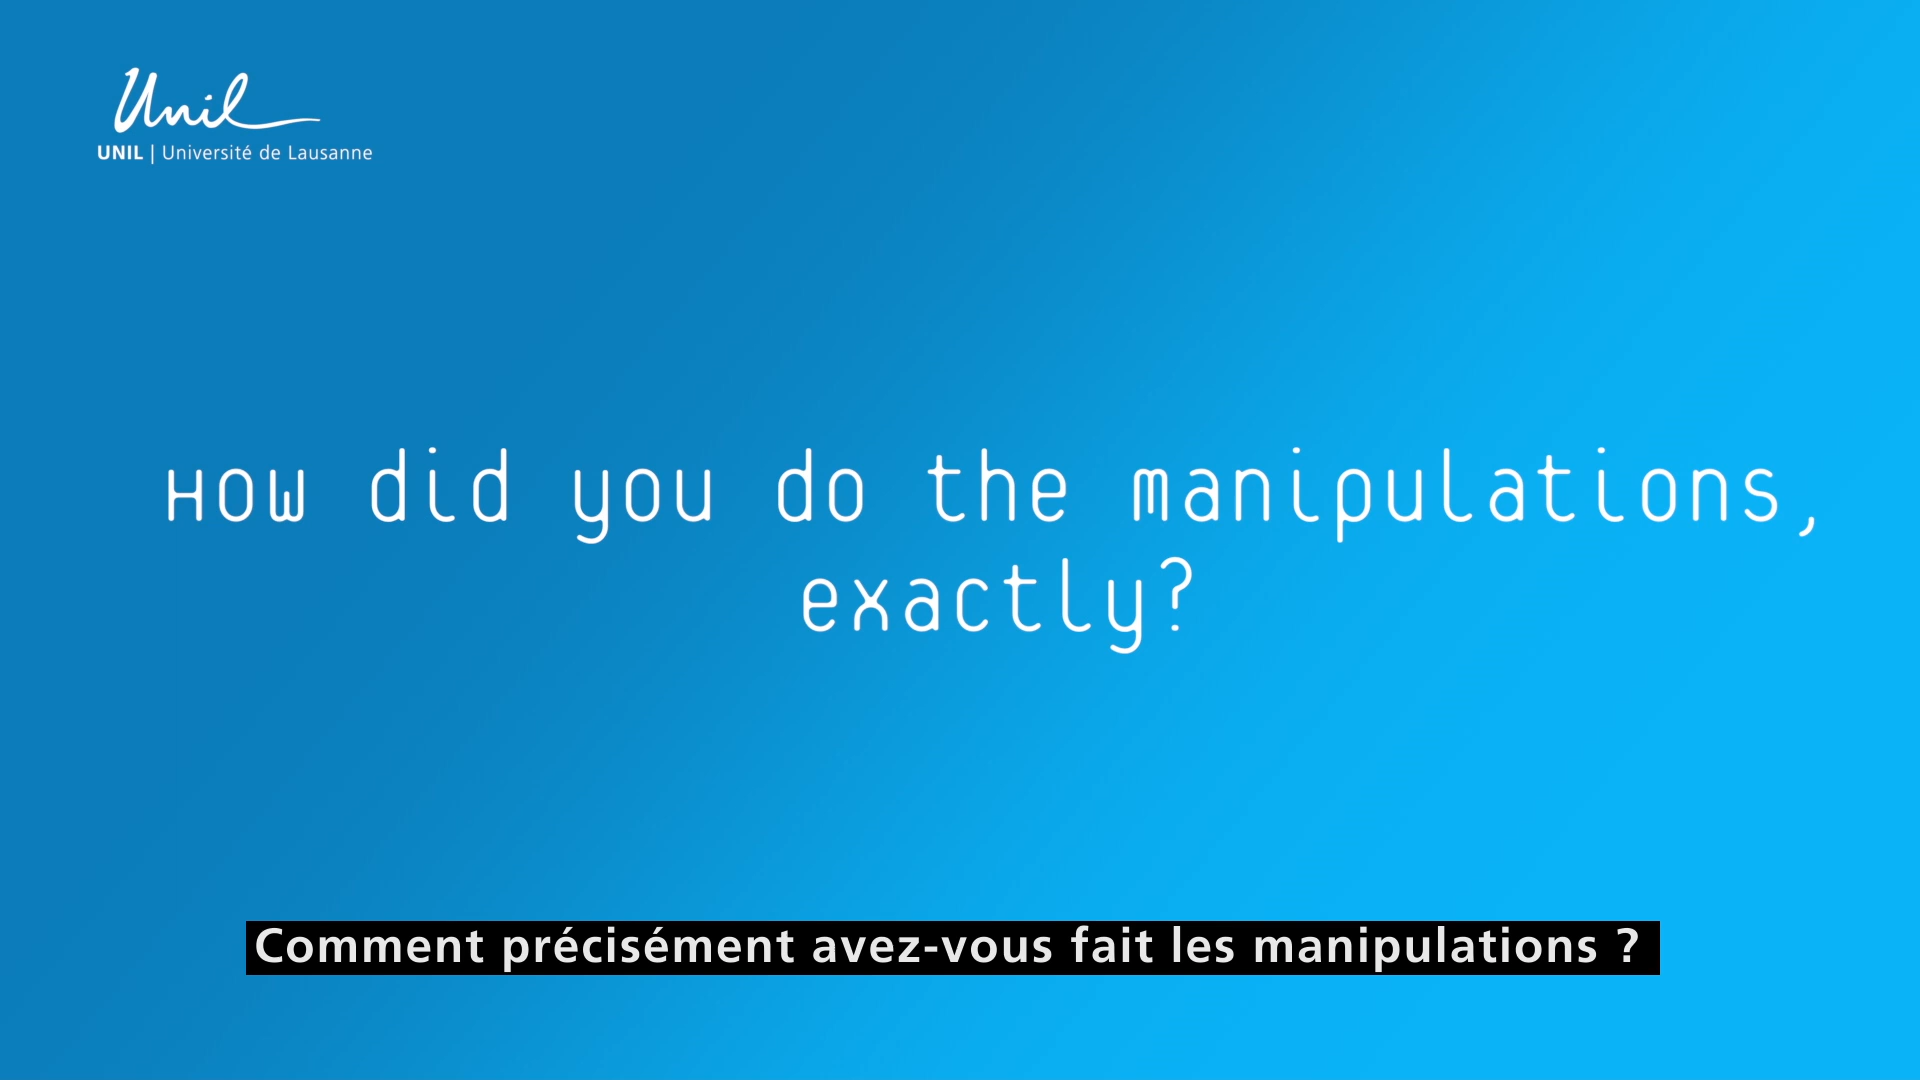 Unil
UNIL | Université de Lausanne
How did you do the manipulations,
exactly?
Comment précisément avez-vous fait les manipulations ?